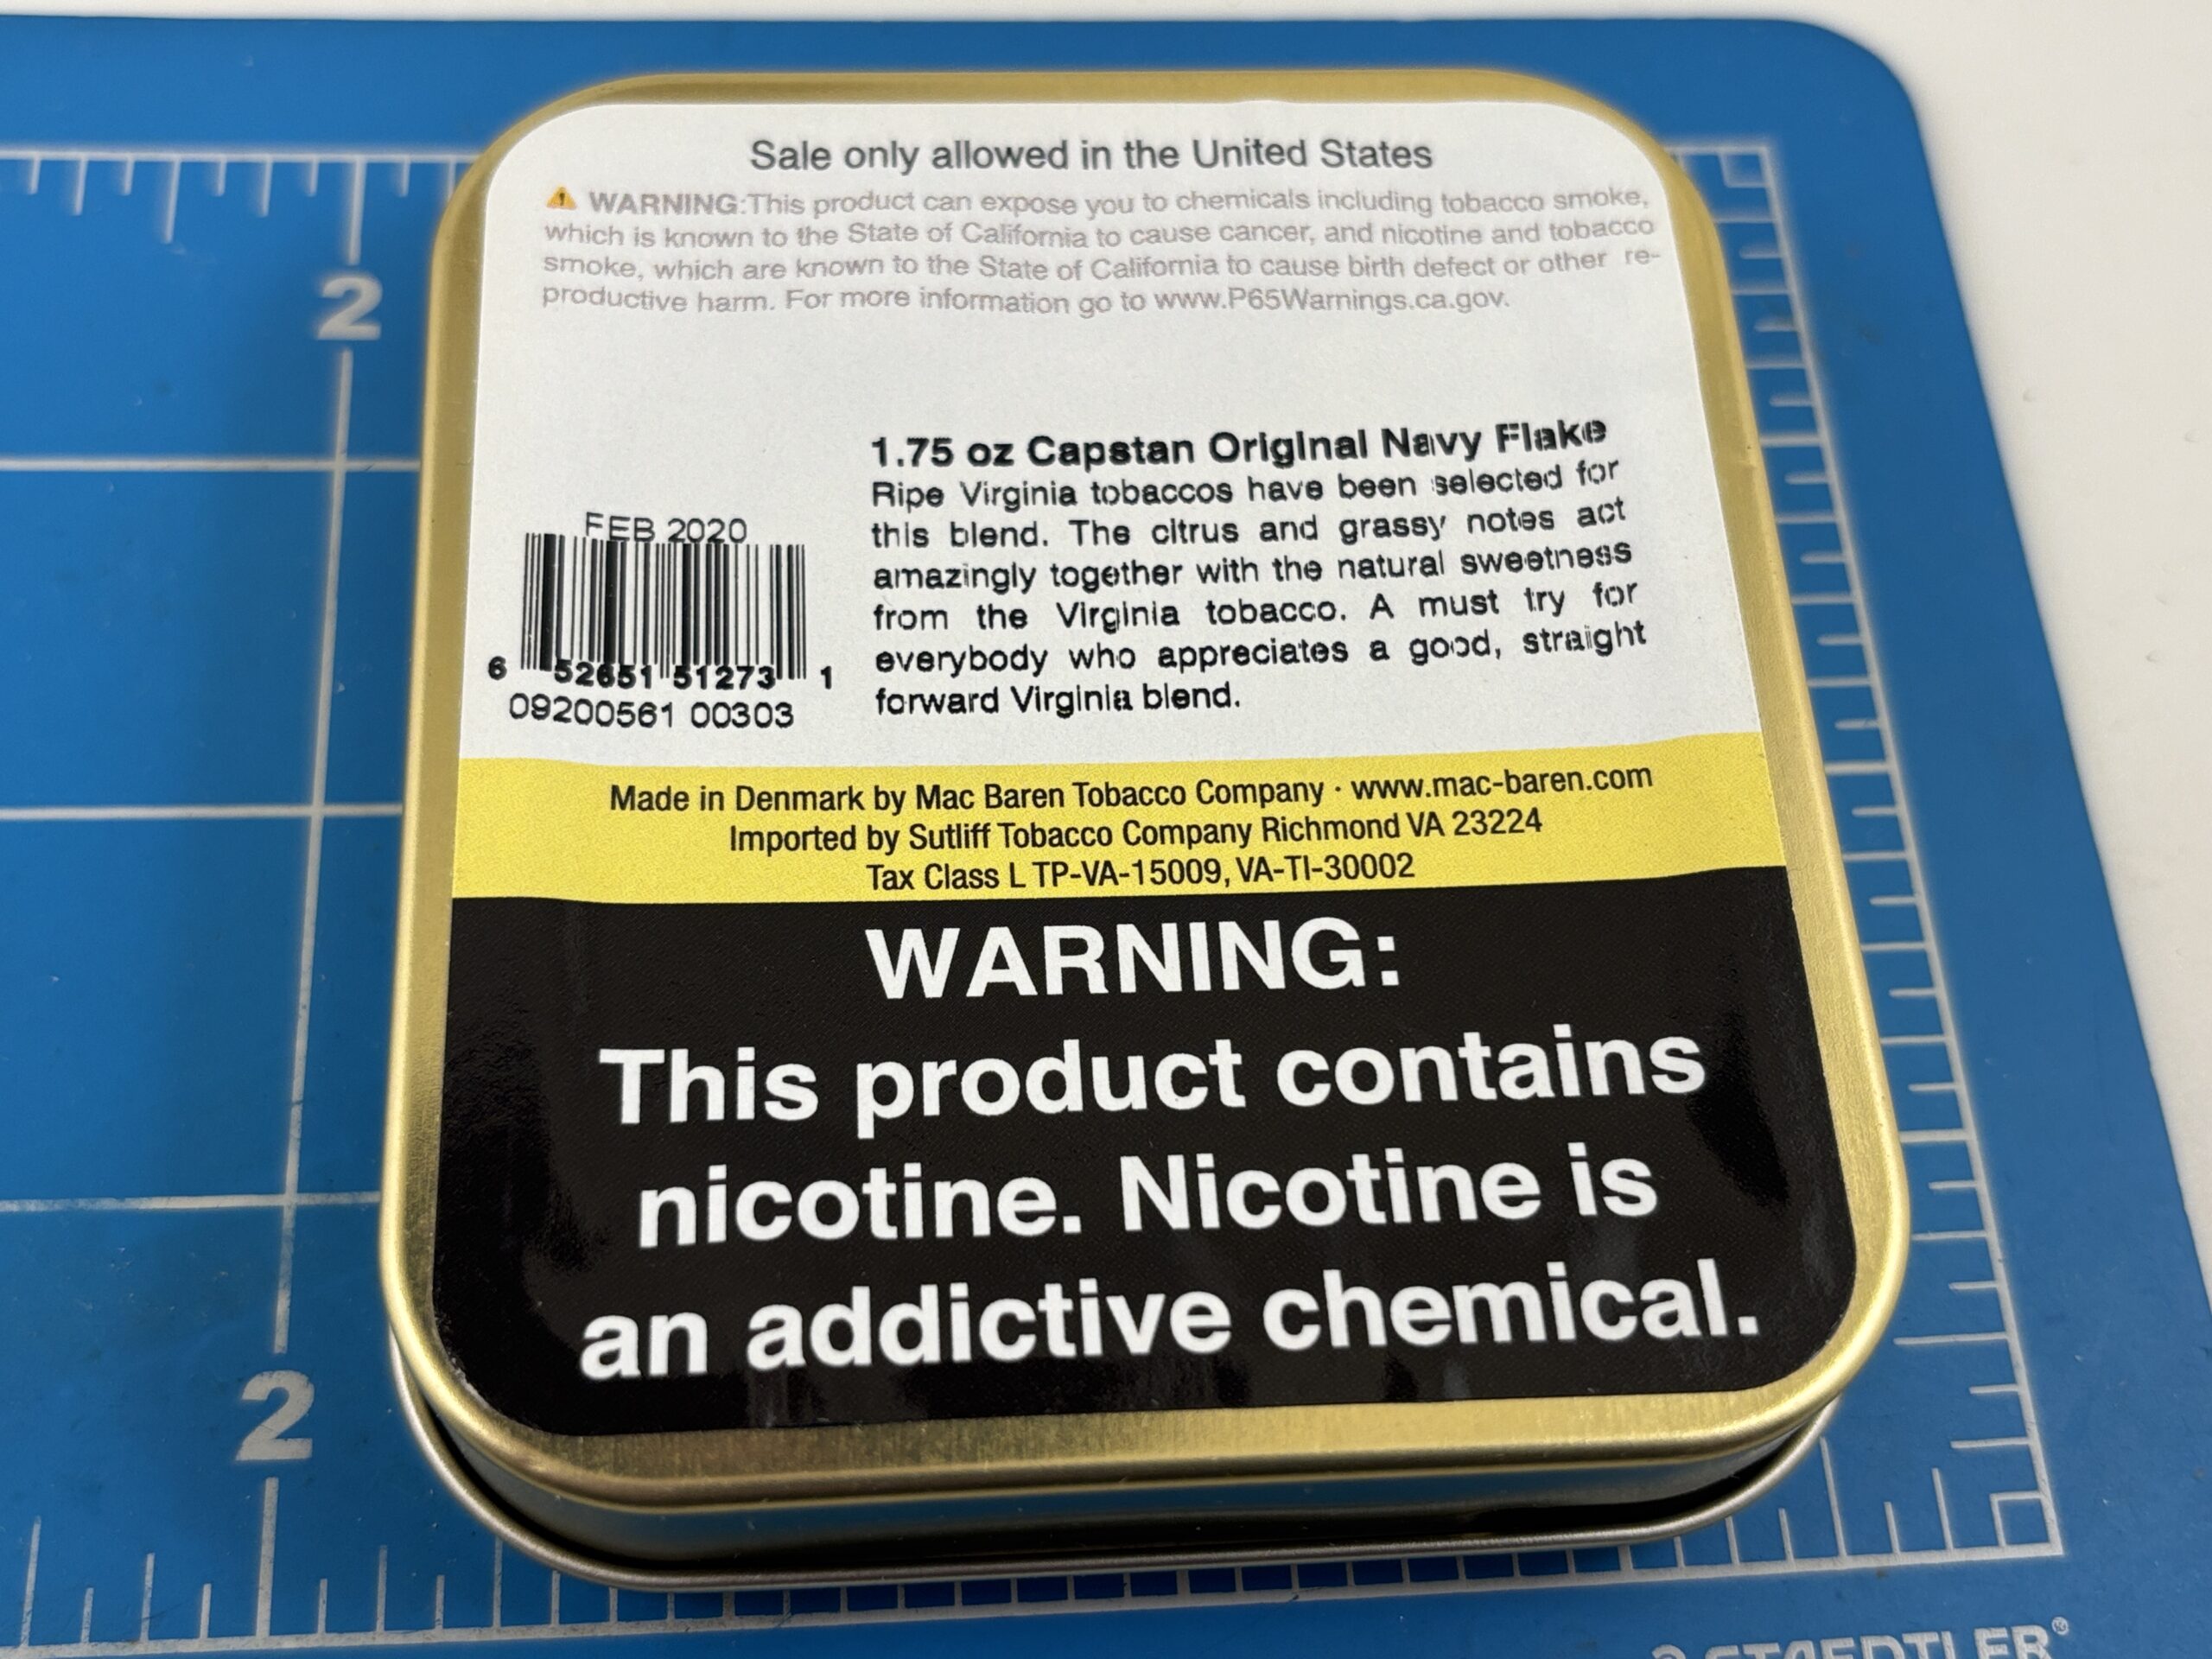 Sale only allowed in the United States
⚠ WARNING:This product can expose you to chemicals including tobacco smoke,
which is known to the State of California to cause cancer, and nicotine and tobacco
smoke, which are known to the State of California to cause birth defect or other re-
productive harm. For more information go to www.P65Warnings.ca.gov.
1.75 oz Capstan Original Navy Flake
Ripe Virginia tobaccos have been selected for
this blend. The citrus and grassy notes act
amazingly together with the natural sweetness
from the Virginia tobacco. A must try for
everybody who appreciates a good, straight
forward Virginia blend.
FEB 2020
6 52651 51273 1
09200561 00303
Made in Denmark by Mac Baren Tobacco Company · www.mac-baren.com
Imported by Sutliff Tobacco Company Richmond VA 23224
Tax Class L TP-VA-15009, VA-TI-30002
WARNING:
This product contains
nicotine. Nicotine is
an addictive chemical.
2
2
STAEDTLER®